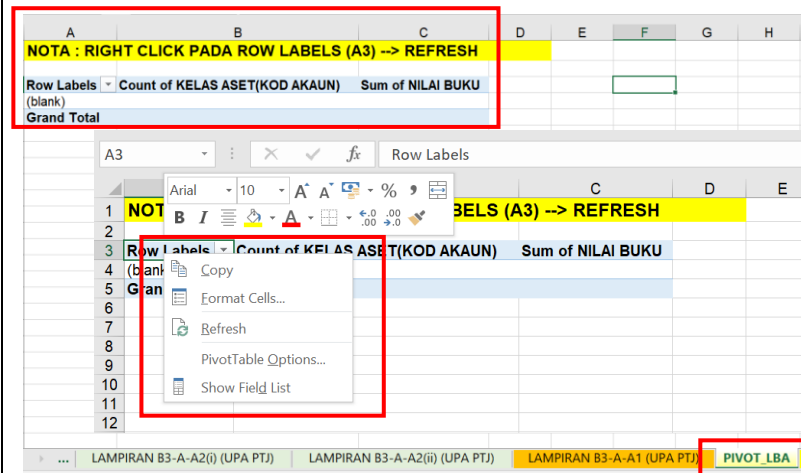 A B C D E F G H
NOTA : RIGHT CLICK PADA ROW LABELS (A3) --> REFRESH
Row Labels Count of KELAS ASET(KOD AKAUN) Sum of NILAI BUKU
(blank)
Grand Total
A3 fx Row Labels
Arial 10 A A % ,
B I A .0 .00 .00 .0
C D E
1 NOT BELS (A3) --> REFRESH
2
3 Row Labels Count of KELAS ASET(KOD AKAUN) Sum of NILAI BUKU
4 (blank
5 Gran
6
7
8
9
10
11
12
Copy
Format Cells...
Refresh
PivotTable Options...
Show Field List
... LAMPIRAN B3-A-A2(i) (UPA PTJ) LAMPIRAN B3-A-A2(ii) (UPA PTJ) LAMPIRAN B3-A-A1 (UPA PTJ) PIVOT_LBA